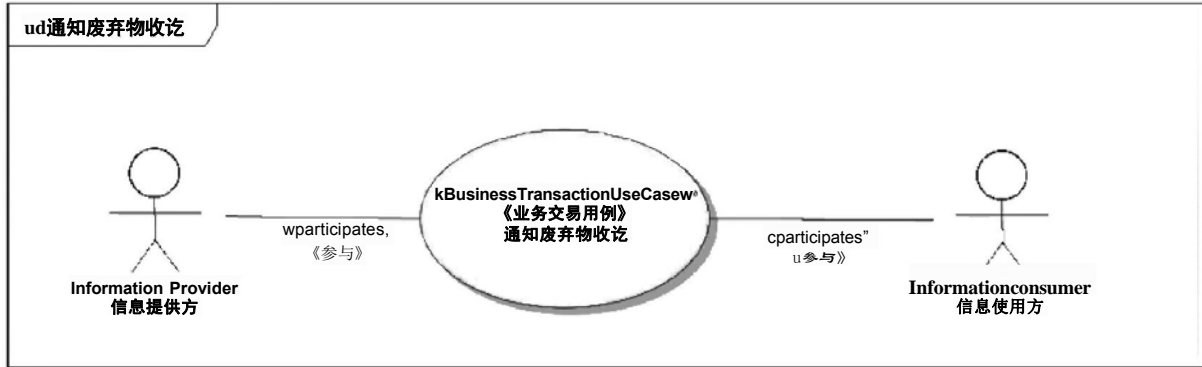 ud通知废弃物收讫
kBusinessTransactionUseCasew
《业务交易用例》
通知废弃物收讫
wparticipates,
《参与》
cparticipates”
u参与》
Information Provider
信息提供方
Informationconsumer
信息使用方